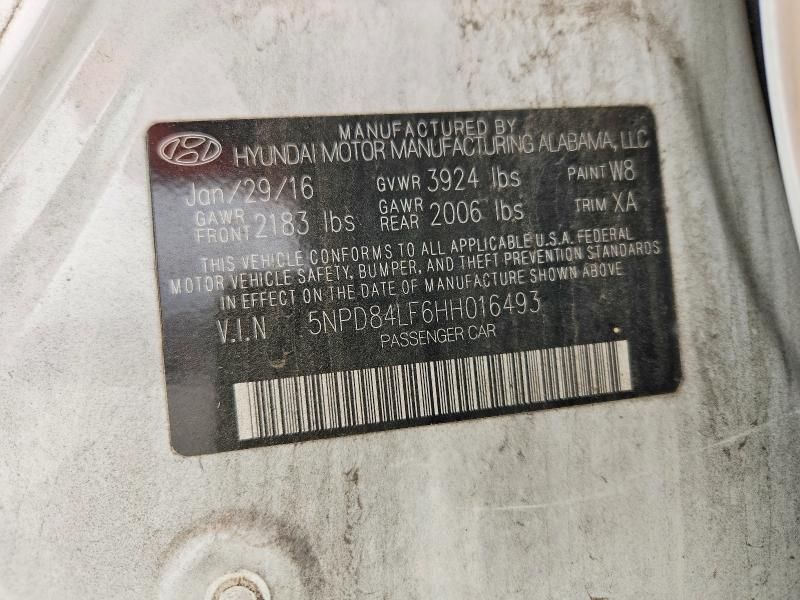 MANUFACTURED BY
HYUNDAI MOTOR MANUFACTURING ALABAMA, LLC
Jan/29/16 GVWR 3924 lbs PAINT W8
GAWR FRONT 2183 lbs GAWR REAR 2006 lbs TRIM XA
THIS VEHICLE CONFORMS TO ALL APPLICABLE U.S.A. FEDERAL
MOTOR VEHICLE SAFETY, BUMPER, AND THEFT PREVENTION STANDARDS
IN EFFECT ON THE DATE OF MANUFACTURE SHOWN ABOVE
V.I.N 5NPD84LF6HH016493
PASSENGER CAR